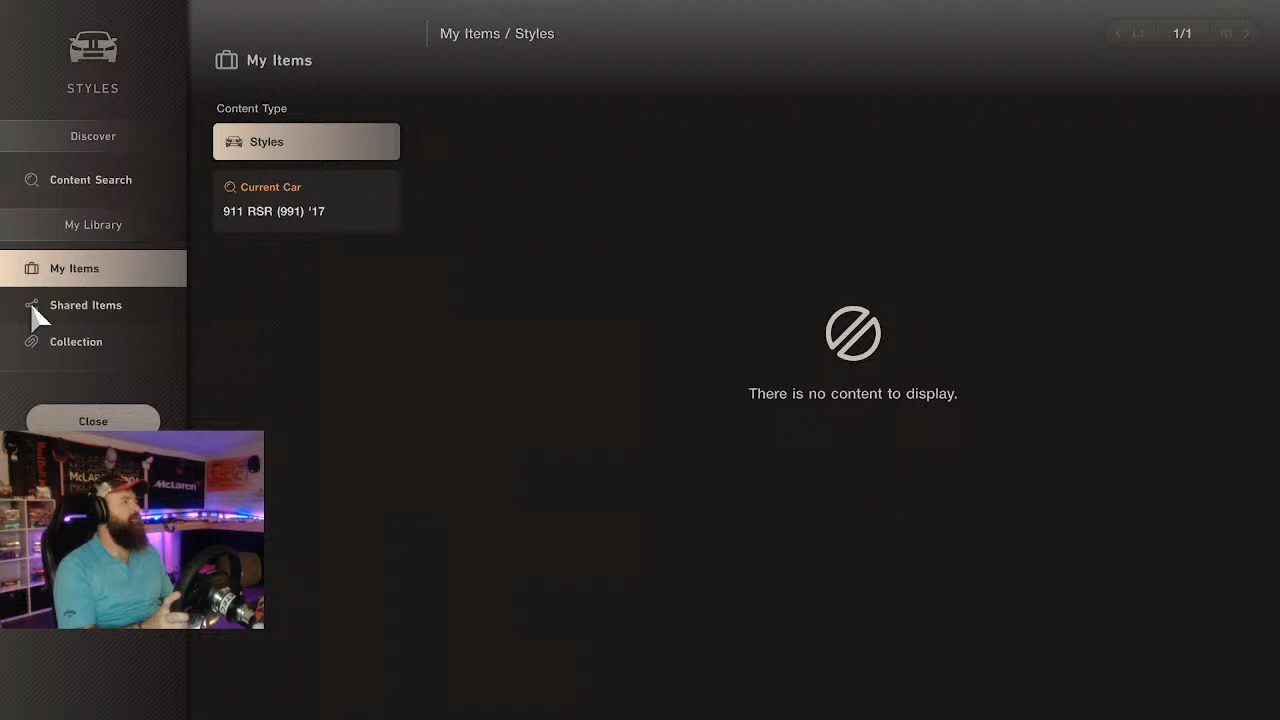 STYLES
Discover
Content Search
My Library
My Items
Shared Items
Collection
Close
My Items
Content Type
Styles
Current Car
911 RSR (991) '17
My Items / Styles
1/1
There is no content to display.
McLaren
McLaren